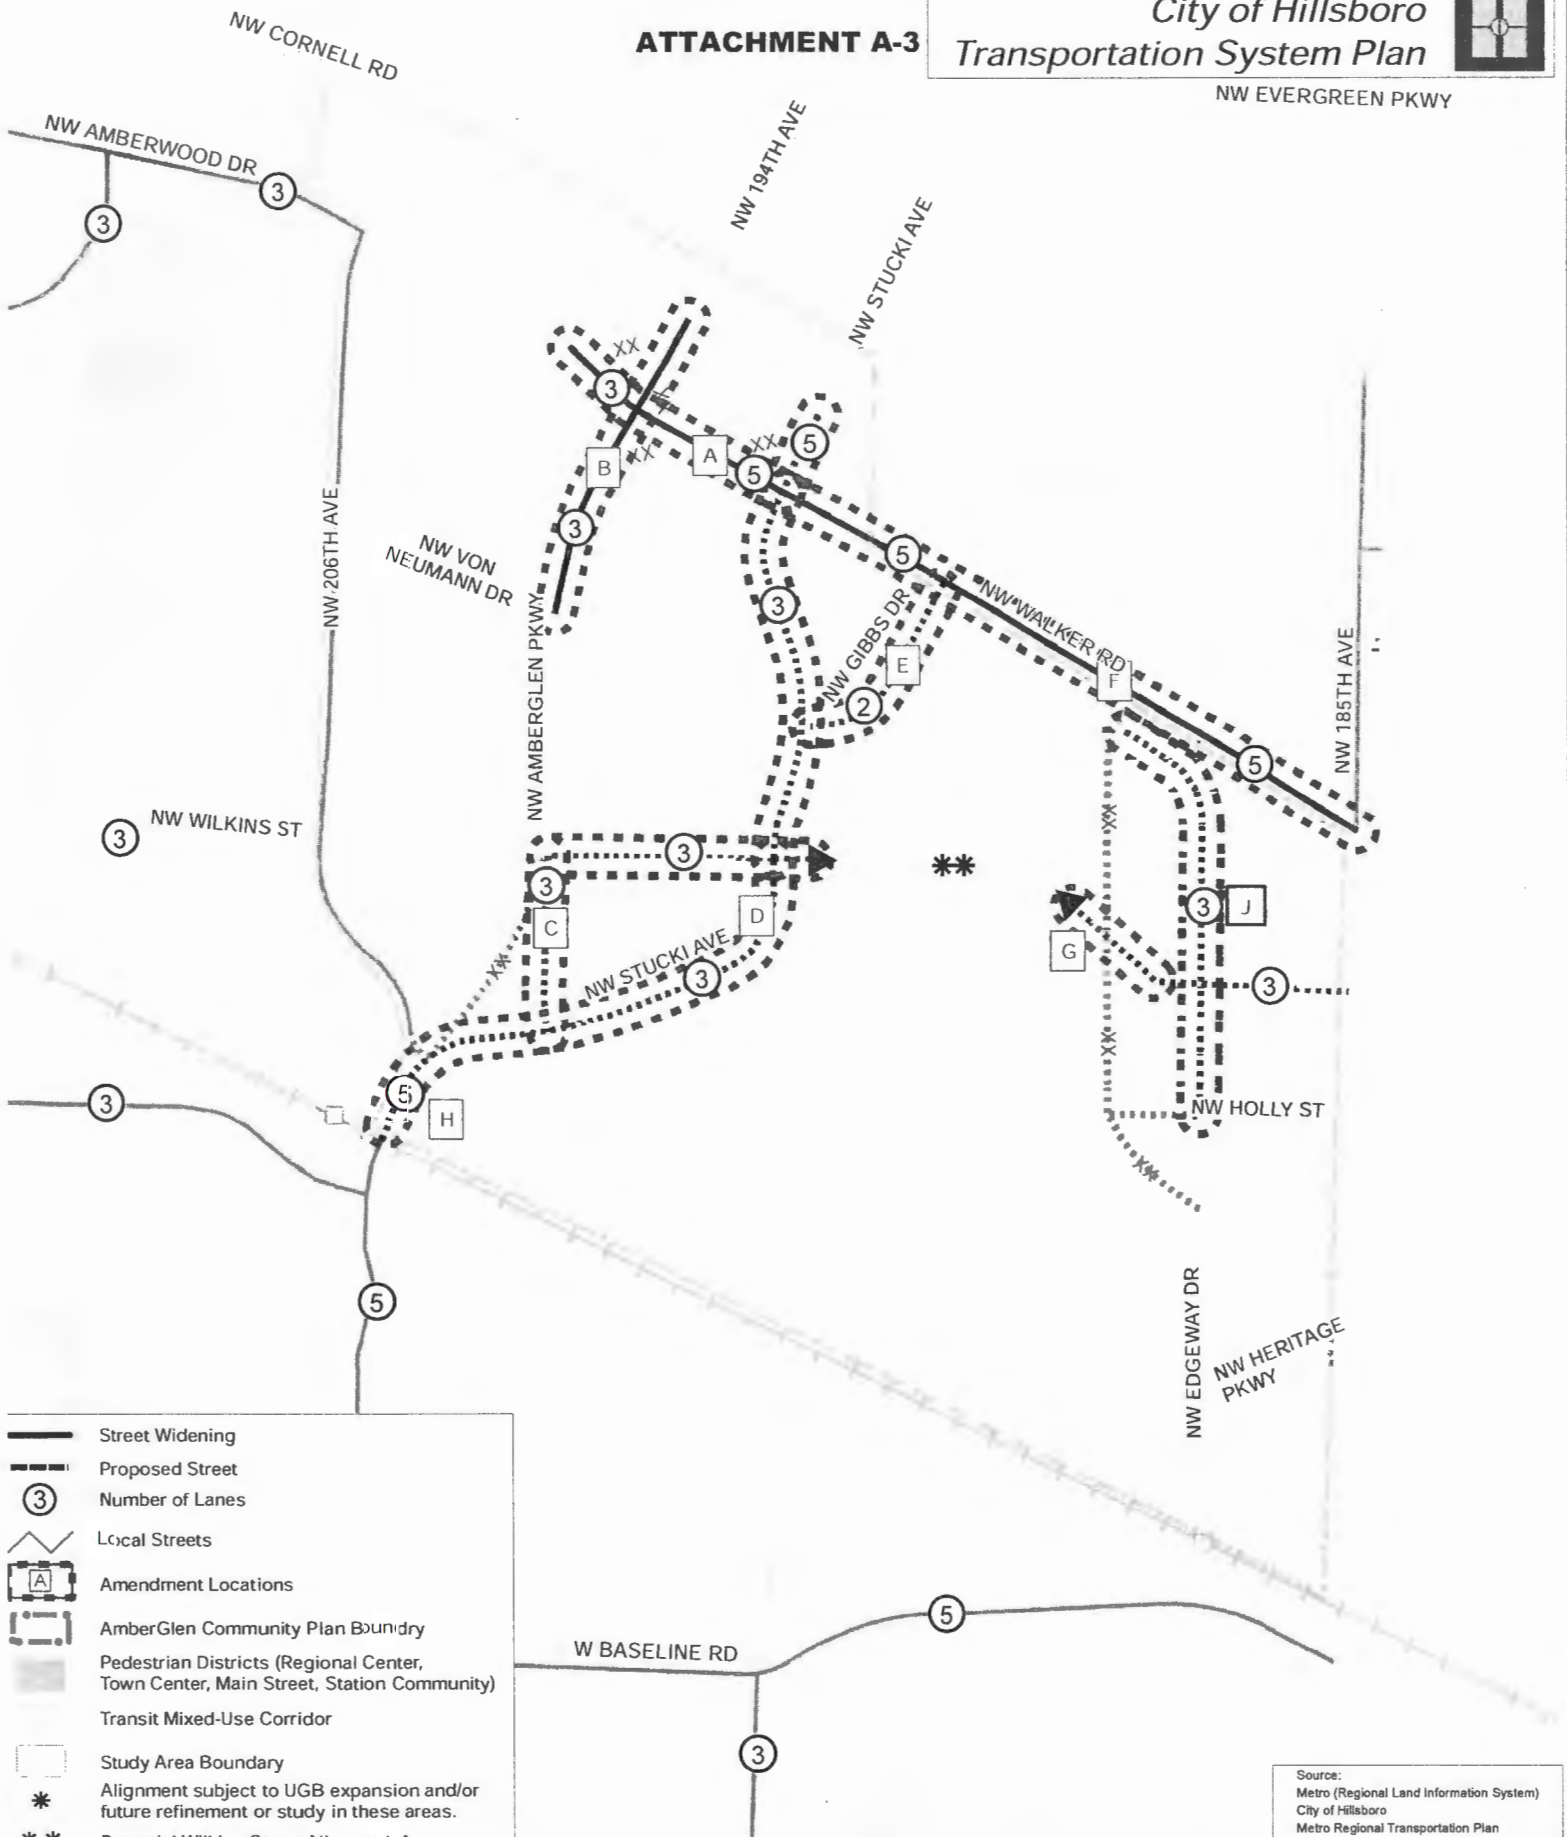 City of Hillsboro
ATTACHMENT A-3
Transportation System Plan
NW CORNELL RD
NW EVERGREEN PKWY
NW AMBERWOOD DR
3
3
NW 194TH AVE
NW STUCKI AVE
XX
3
5
XX
A
B
XX
5
3
5
NW 206TH AVE
NW VON
NEUMANN DR
NW AMBERGLEN PKWY
3
NW GIBBS DR
NW WALKER RD
E
F
NW 185TH AVE
2
5
3
NW WILKINS ST
3
XX
**
3
C
D
3
J
G
NW STUCKI AVE
XX
3
3
XX
5
3
H
NW HOLLY ST
XX
5
NW EDGEWAY DR
NW HERITAGE
PKWY
Street Widening
Proposed Street
3
Number of Lanes
Local Streets
A
Amendment Locations
AmberGlen Community Plan Boundry
Pedestrian Districts (Regional Center,
Town Center, Main Street, Station Community)
Transit Mixed-Use Corridor
Study Area Boundary
*
Alignment subject to UGB expansion and/or
future refinement or study in these areas.
5
W BASELINE RD
3
Source:
Metro (Regional Land Information System)
City of Hillsboro
Metro Regional Transportation Plan